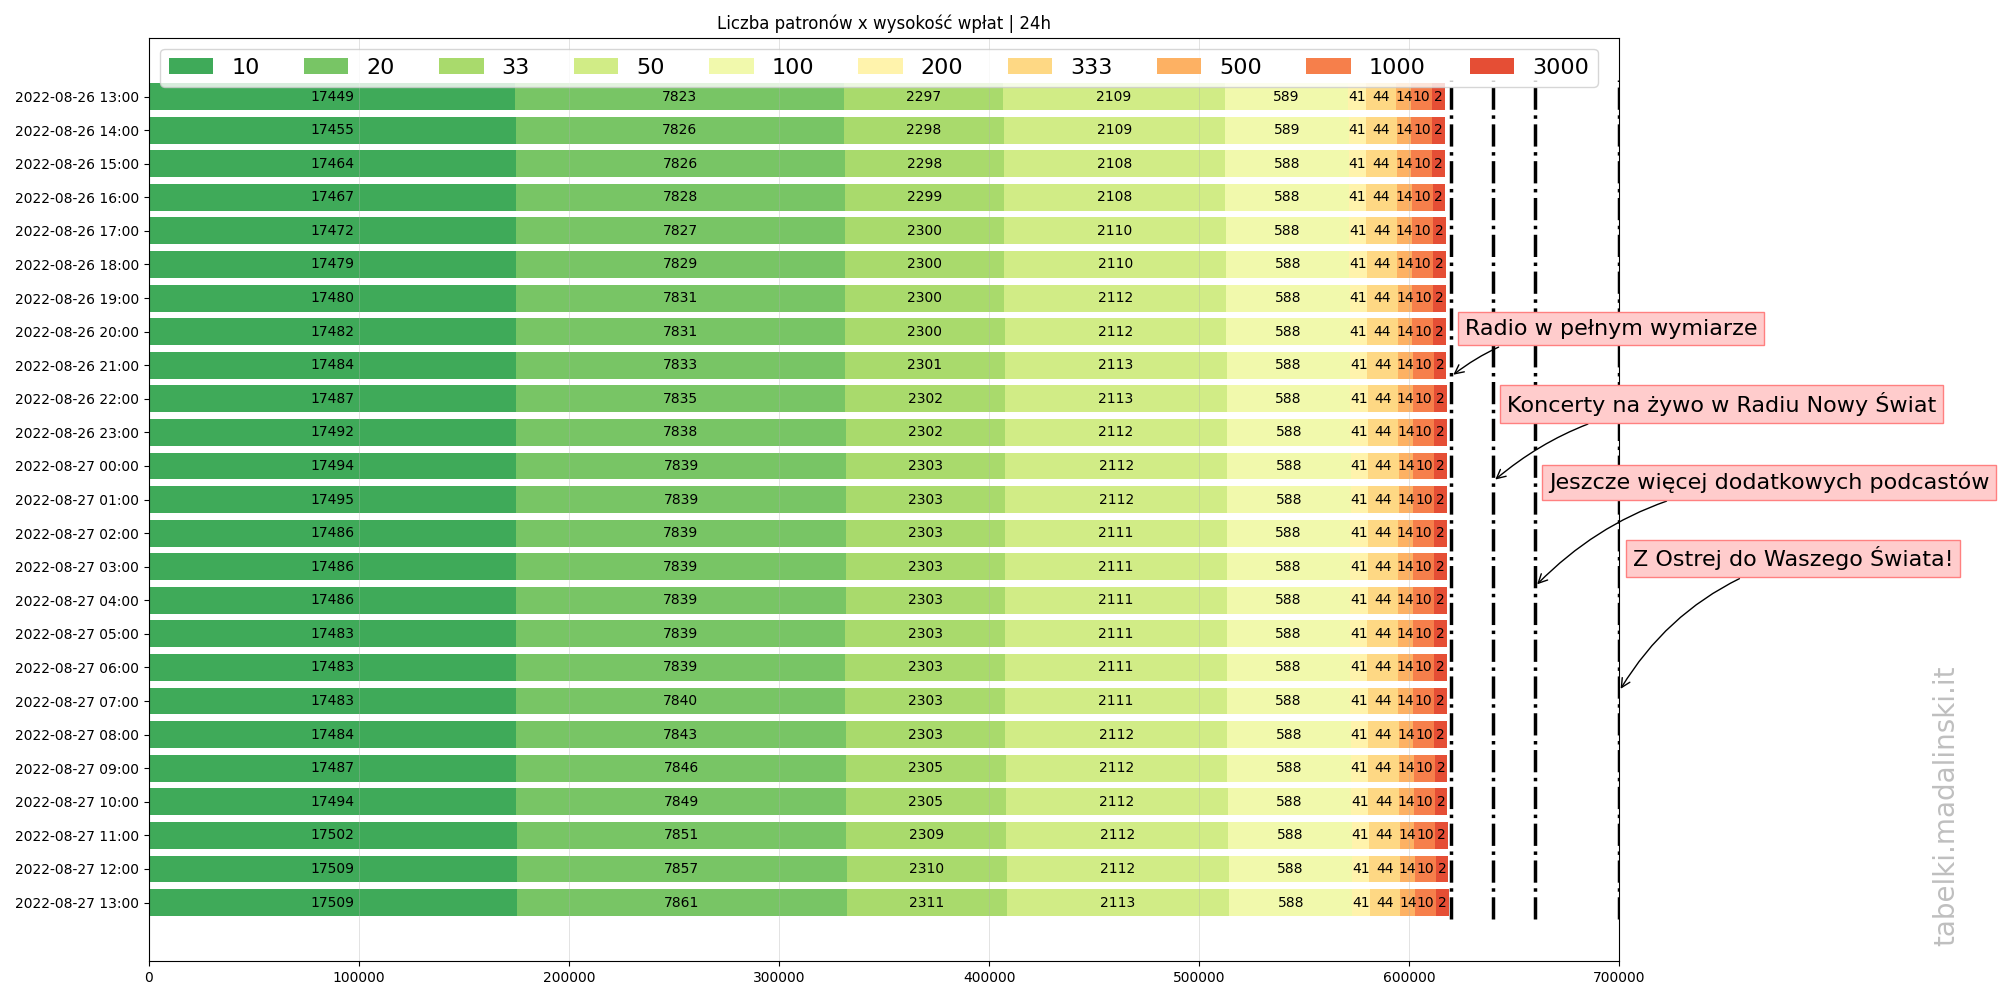 Liczba patronów x wysokość wpłat | 24h
10 20 33 50 100 200 333 500 1000 3000
2022-08-26 13:00 17449 7823 2297 2109 589 41 44 14 10 2
2022-08-26 14:00 17455 7826 2298 2109 589 41 44 14 10 2
2022-08-26 15:00 17464 7826 2298 2108 588 41 44 14 10 2
2022-08-26 16:00 17467 7828 2299 2108 588 41 44 14 10 2
2022-08-26 17:00 17472 7827 2300 2110 588 41 44 14 10 2
2022-08-26 18:00 17479 7829 2300 2110 588 41 44 14 10 2
2022-08-26 19:00 17480 7831 2300 2112 588 41 44 14 10 2
2022-08-26 20:00 17482 7831 2300 2112 588 41 44 14 10 2
Radio w pełnym wymiarze
2022-08-26 21:00 17484 7833 2301 2113 588 41 44 14 10 2
2022-08-26 22:00 17487 7835 2302 2113 588 41 44 14 10 2
Koncerty na żywo w Radiu Nowy Świat
2022-08-26 23:00 17492 7838 2302 2112 588 41 44 14 10 2
2022-08-27 00:00 17494 7839 2303 2112 588 41 44 14 10 2
Jeszcze więcej dodatkowych podcastów
2022-08-27 01:00 17495 7839 2303 2112 588 41 44 14 10 2
2022-08-27 02:00 17486 7839 2303 2111 588 41 44 14 10 2
2022-08-27 03:00 17486 7839 2303 2111 588 41 44 14 10 2
Z Ostrej do Waszego Świata!
2022-08-27 04:00 17486 7839 2303 2111 588 41 44 14 10 2
2022-08-27 05:00 17483 7839 2303 2111 588 41 44 14 10 2
2022-08-27 06:00 17483 7839 2303 2111 588 41 44 14 10 2
2022-08-27 07:00 17483 7840 2303 2111 588 41 44 14 10 2
2022-08-27 08:00 17484 7843 2303 2112 588 41 44 14 10 2
2022-08-27 09:00 17487 7846 2305 2112 588 41 44 14 10 2
2022-08-27 10:00 17494 7849 2305 2112 588 41 44 14 10 2
2022-08-27 11:00 17502 7851 2309 2112 588 41 44 14 10 2
2022-08-27 12:00 17509 7857 2310 2112 588 41 44 14 10 2
2022-08-27 13:00 17509 7861 2311 2113 588 41 44 14 10 2
0 100000 200000 300000 400000 500000 600000 700000
tabelki.madalinski.it